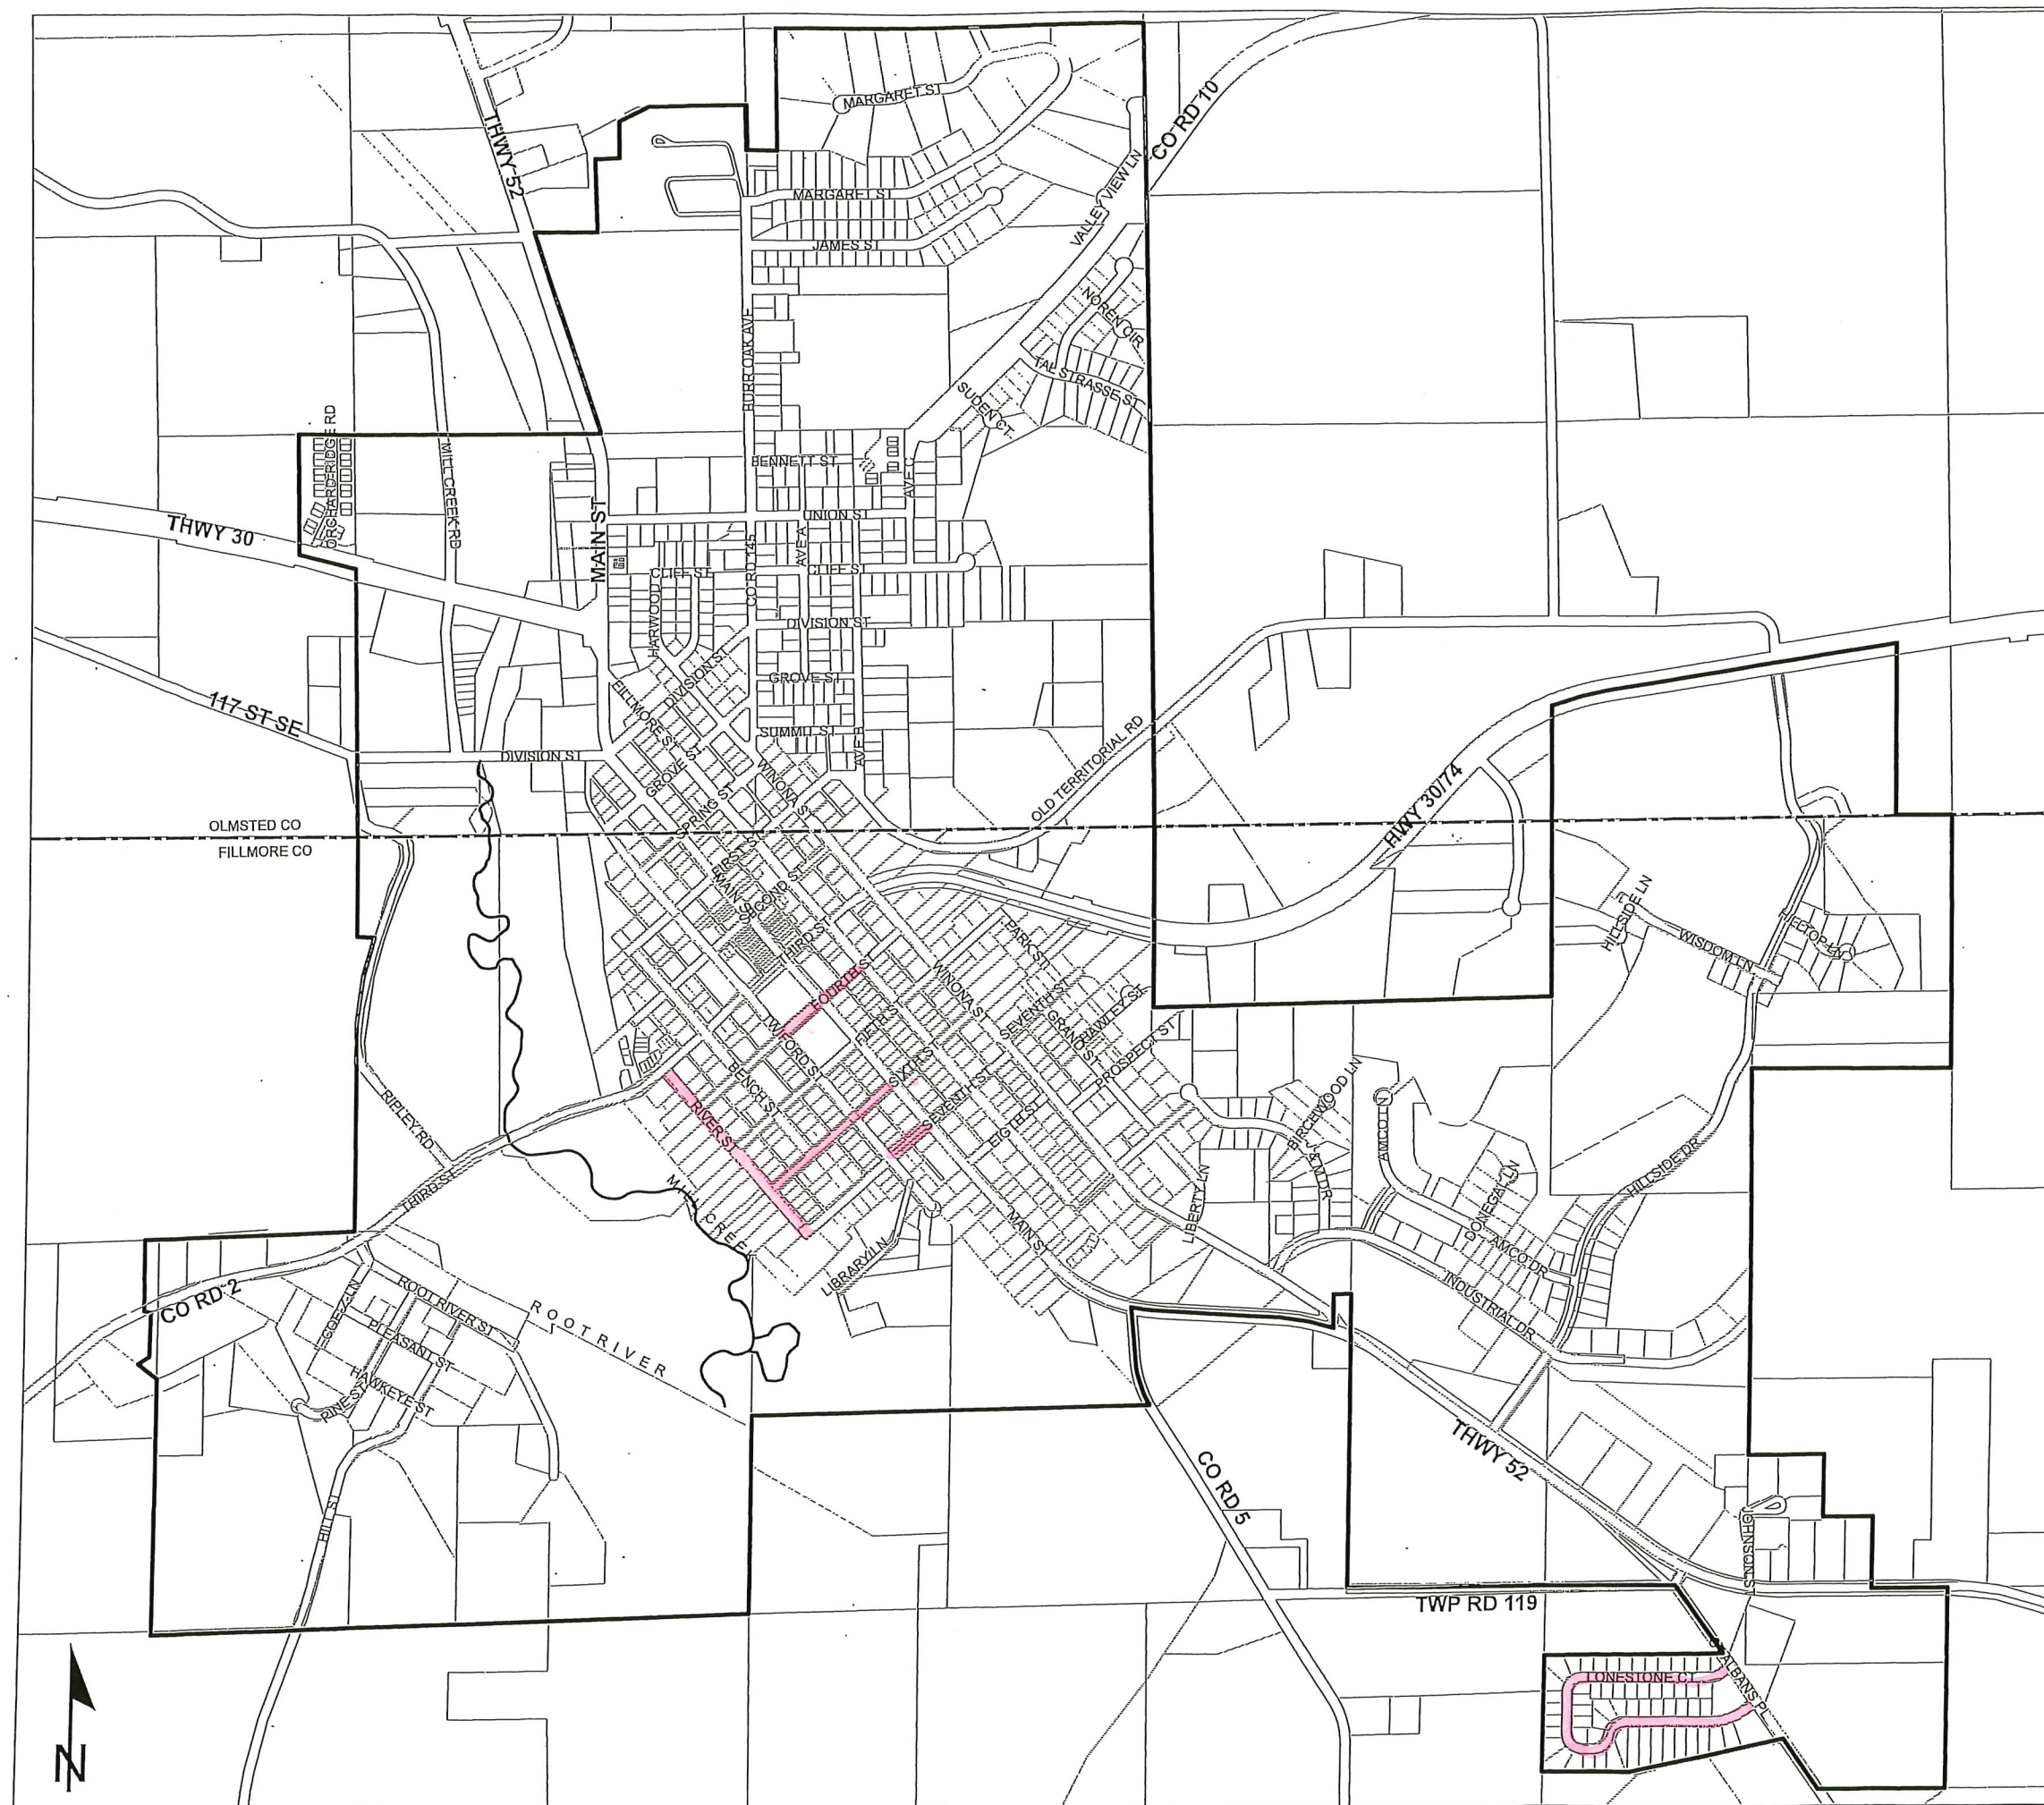 MARGARET ST
CO RD 10
THWY 52
VALLEY VIEW LN
MARGARET ST
JAMES ST
NOREN CIR
BURR OAK AVE
TAL STRASSE ST
SUDEN CT
ORCHARD RIDGE RD
MILL CREEK RD
BENNETT ST
AVE C
THWY 30
MAIN ST
UNION ST
AVE A
CO RD 145
CLIFF ST
CLIFF ST
HARWOOD
DIVISION ST
DIVISION ST
GROVE ST
FILLMORE ST
117 ST SE
SUMMIT ST
AVE B
DIVISION ST
GROVE ST
WINONA ST
OLD TERRITORIAL RD
HWY 30/74
SPRING ST
OLMSTED CO
FILLMORE CO
FIRST ST
MAIN ST
SECOND ST
THIRD ST
HILLSIDE LN
WISDOM LN
PARK ST
FOURTH ST
WINONA ST
SEVENTH ST
GRAND ST
HAWLEY ST
PROSPECT ST
FIFTH ST
TWIFORD ST
BENCH ST
SIXTH ST
SEVENTH ST
EIGTH ST
RIVER ST
RIPLEY RD
THIRD ST
BIRCHWOOD LN
AMCO LN
HILLSIDE DR
DONEGAL LN
LIBERTY LN
MILL CREEK
MAIN ST
LIBRARY LN
AMCO DR
INDUSTRIAL DR
CO RD 2
ROOT RIVER ST
ROOT RIVER
PLEASANT ST
HAWKEYE ST
PINE ST
HILL ST
THWY 52
CO RD 5
JOHNSON ST
TWP RD 119
LONESTONE CT
N